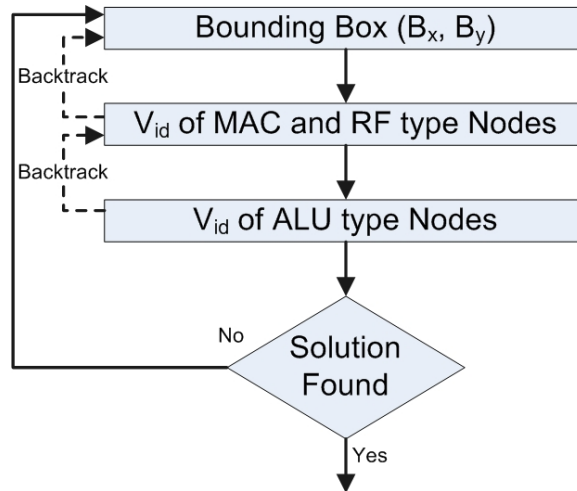 Bounding Box (Bx, By)
Backtrack
Vid of MAC and RF type Nodes
Backtrack
Vid of ALU type Nodes
No
Solution
Found
Yes